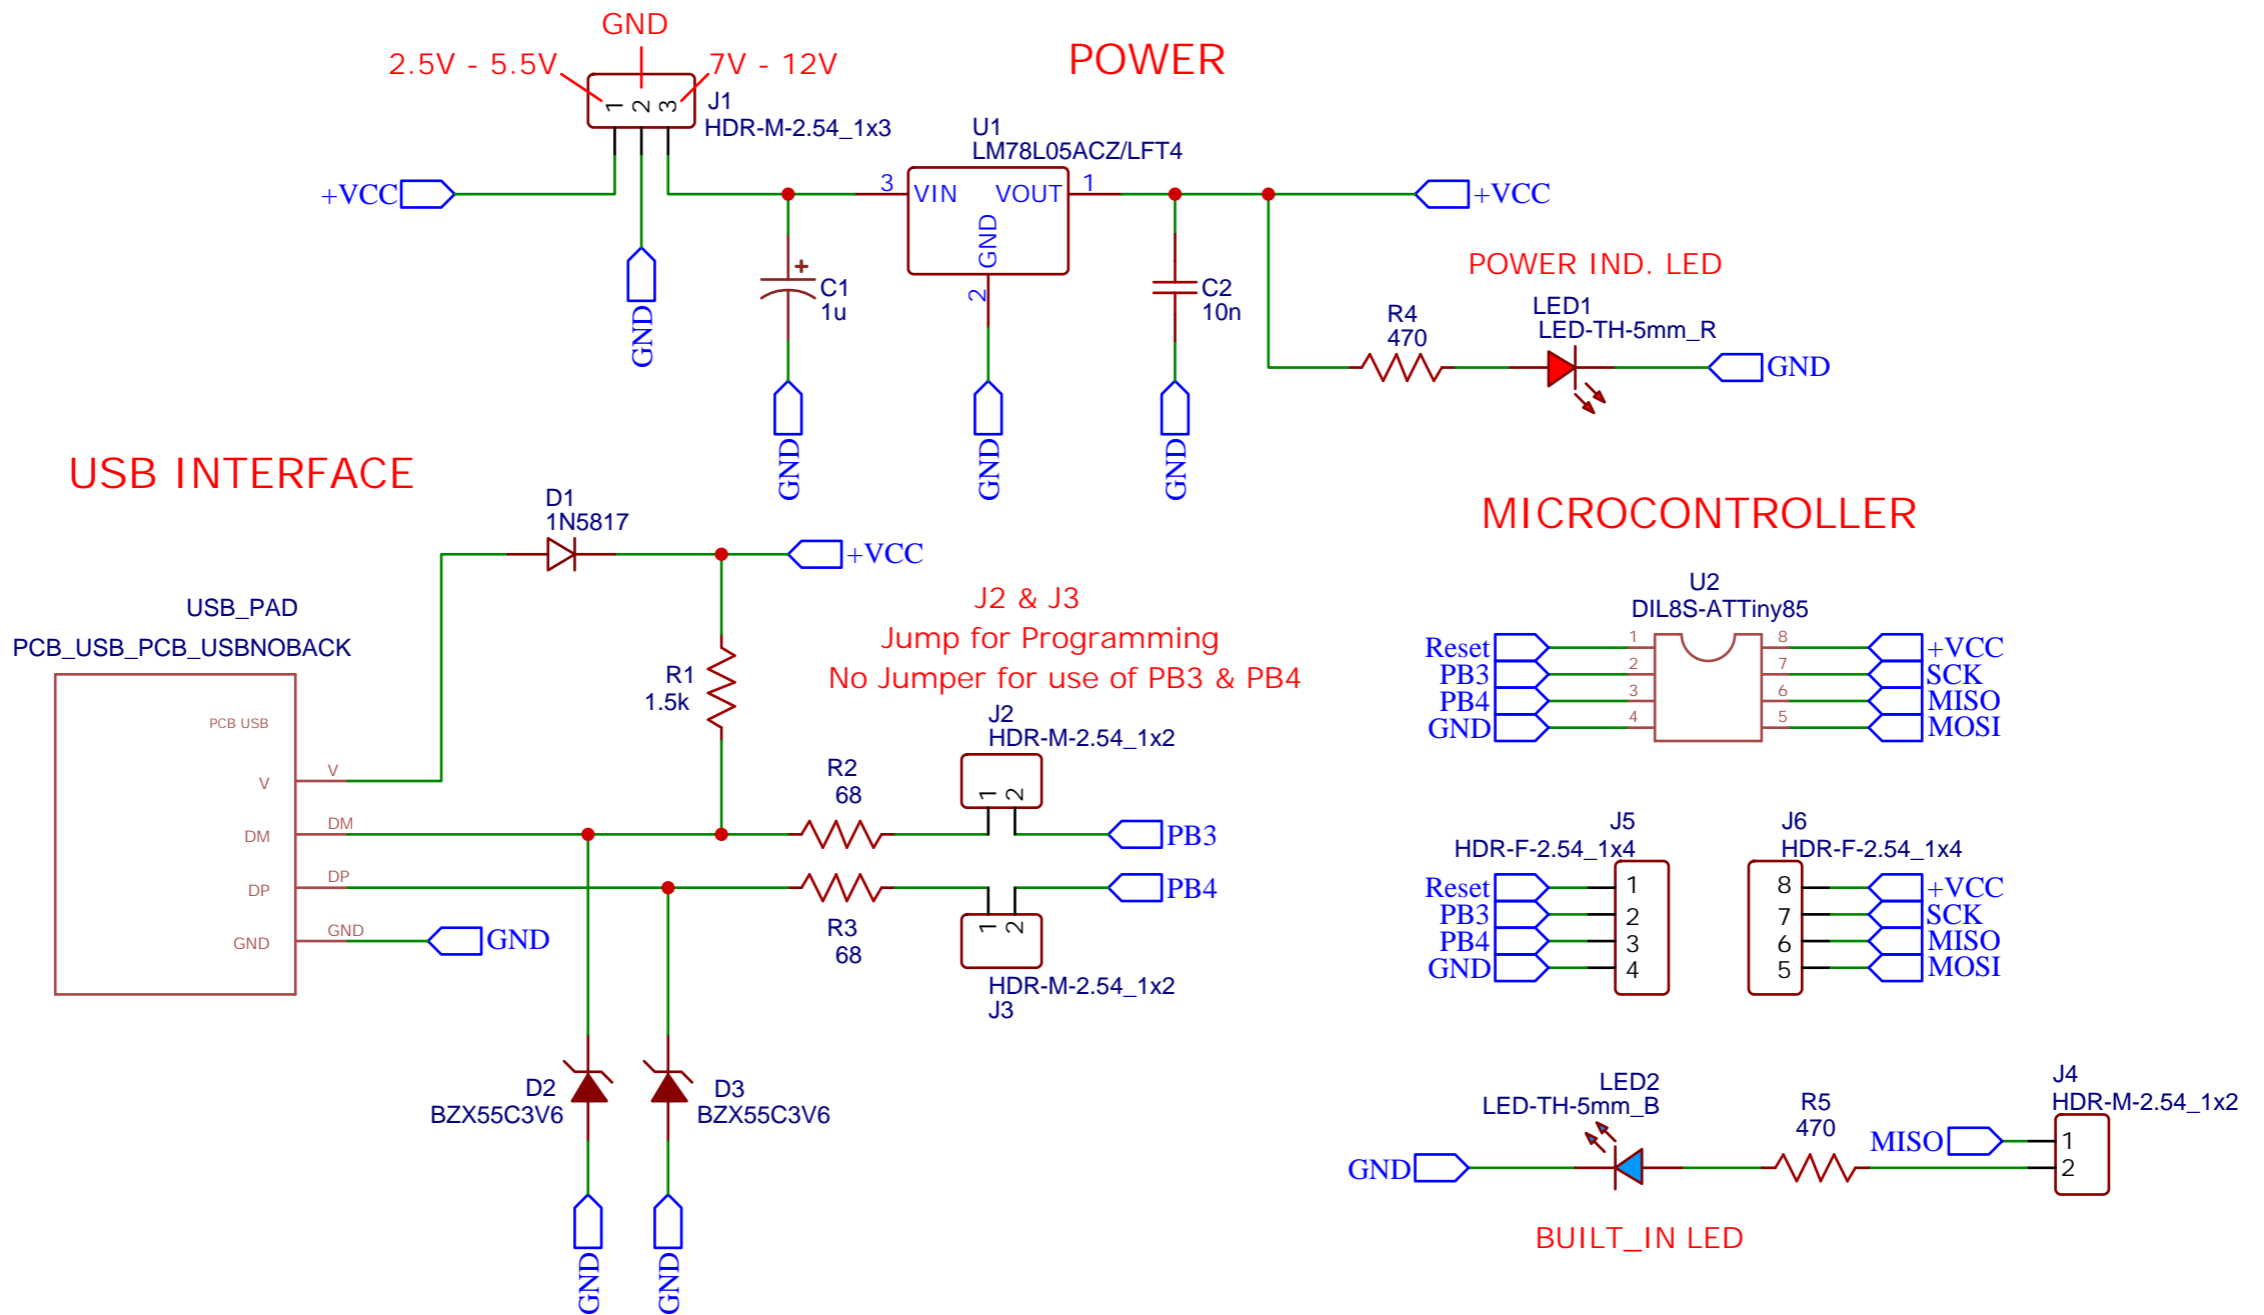 GND
2.5V - 5.5V
7V - 12V
POWER
1
2
3
J1
HDR-M-2.54_1x3
+VCC
GND
U1
LM78L05ACZ/LFT4
3
VIN
VOUT
1
GND
2
+VCC
+
C1
1u
C2
10n
GND
GND
GND
POWER IND. LED
R4
470
LED1
LED-TH-5mm_R
GND
USB INTERFACE
D1
1N5817
+VCC
USB_PAD
PCB_USB_PCB_USBNOBACK
PCB USB
V
V
DM
DM
DP
DP
GND
GND
GND
R1
1.5k
J2 & J3
Jump for Programming
No Jumper for use of PB3 & PB4
J2
HDR-M-2.54_1x2
1
2
R2
68
PB3
PB4
R3
68
1
2
HDR-M-2.54_1x2
J3
D2
BZX55C3V6
D3
BZX55C3V6
GND
GND
MICROCONTROLLER
U2
DIL8S-ATTiny85
Reset
1
8
+VCC
PB3
2
7
SCK
PB4
3
6
MISO
GND
4
5
MOSI
J5
HDR-F-2.54_1x4
Reset
1
PB3
2
PB4
3
GND
4
J6
HDR-F-2.54_1x4
8
+VCC
7
SCK
6
MISO
5
MOSI
LED2
LED-TH-5mm_B
R5
470
J4
HDR-M-2.54_1x2
MISO
1
2
GND
BUILT_IN LED